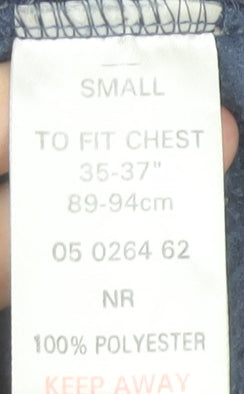 SMALL
TO FIT CHEST
35-37"
89-94cm
05 0264 62
NR
100% POLYESTER
KEEP AWAY